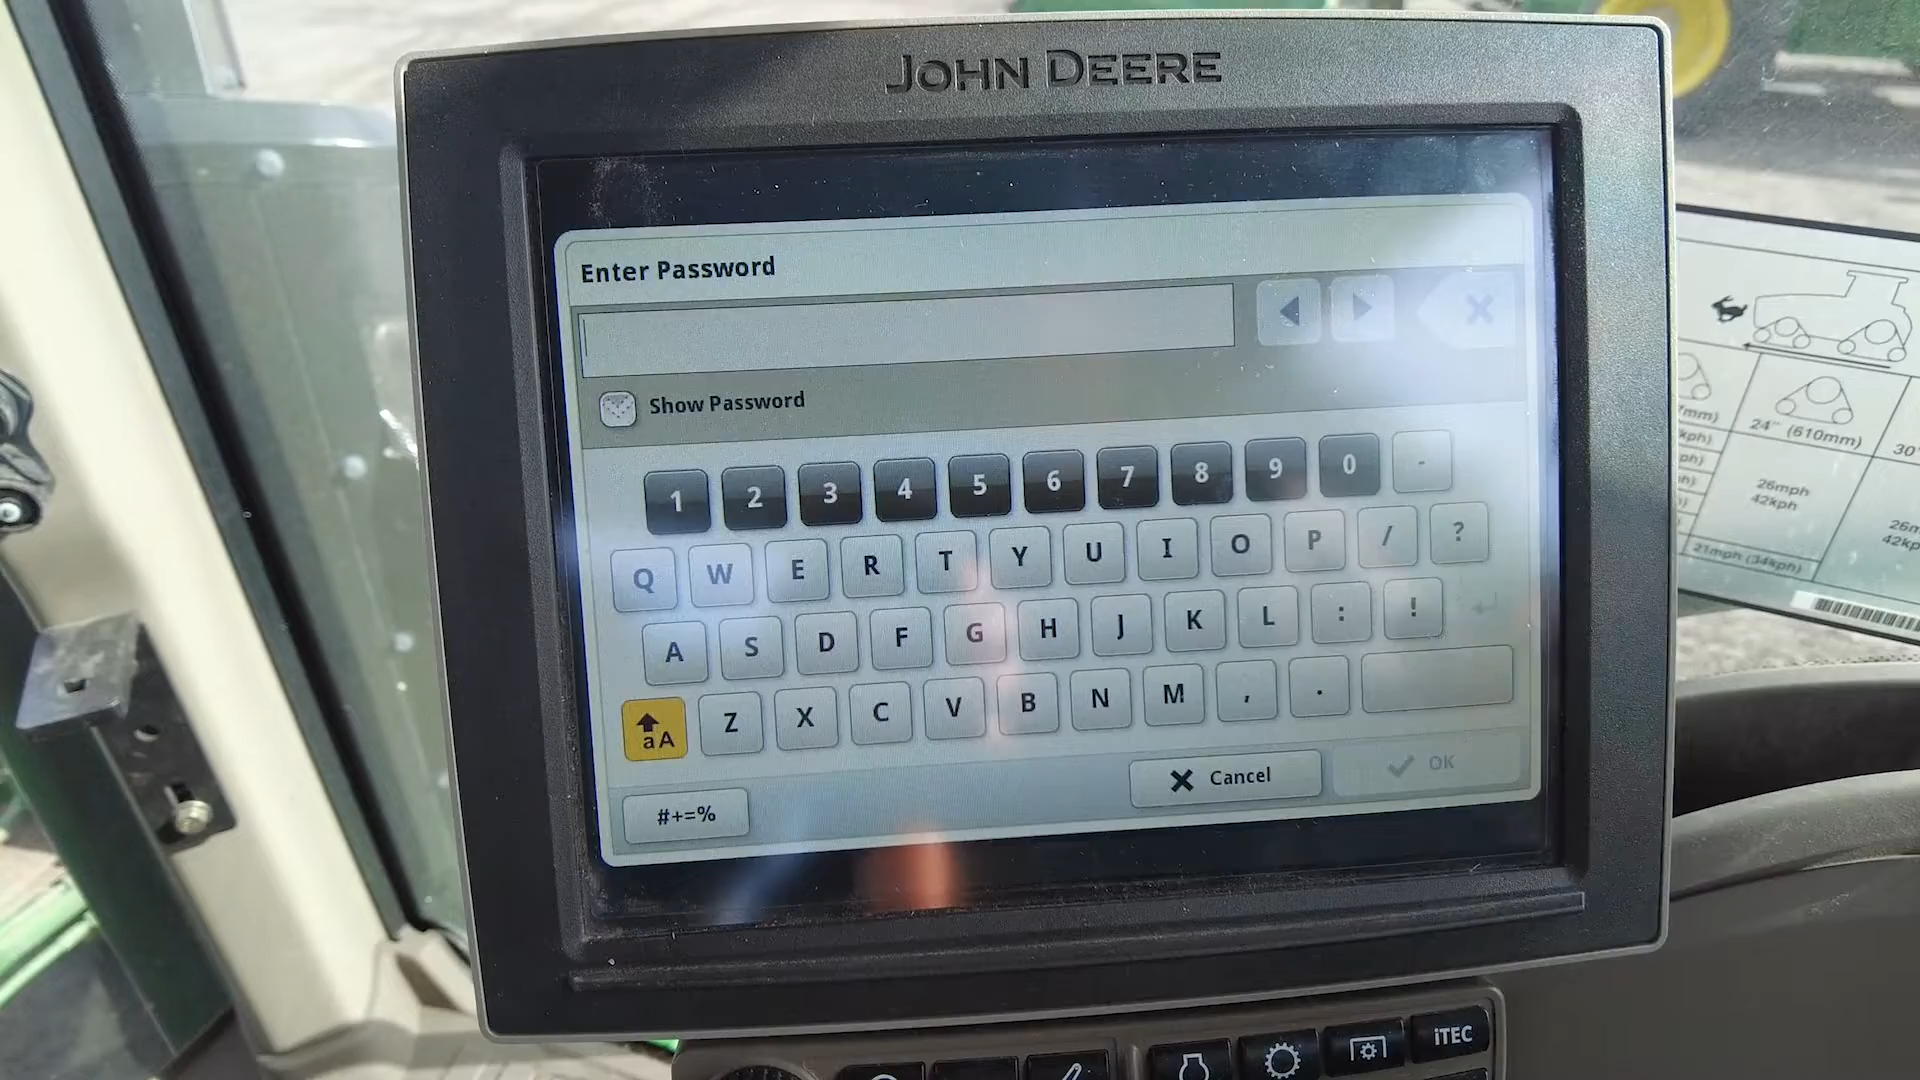 JOHN DEERE
Enter Password
Show Password
1 2 3 4 5 6 7 8 9 0 -
Q W E R T Y U I O P / ?
A S D F G H J K L : !
aA Z X C V B N M , .
#+=% Cancel OK
iTEC
24" (610mm)
26mph
42kph
21mph (34kph)